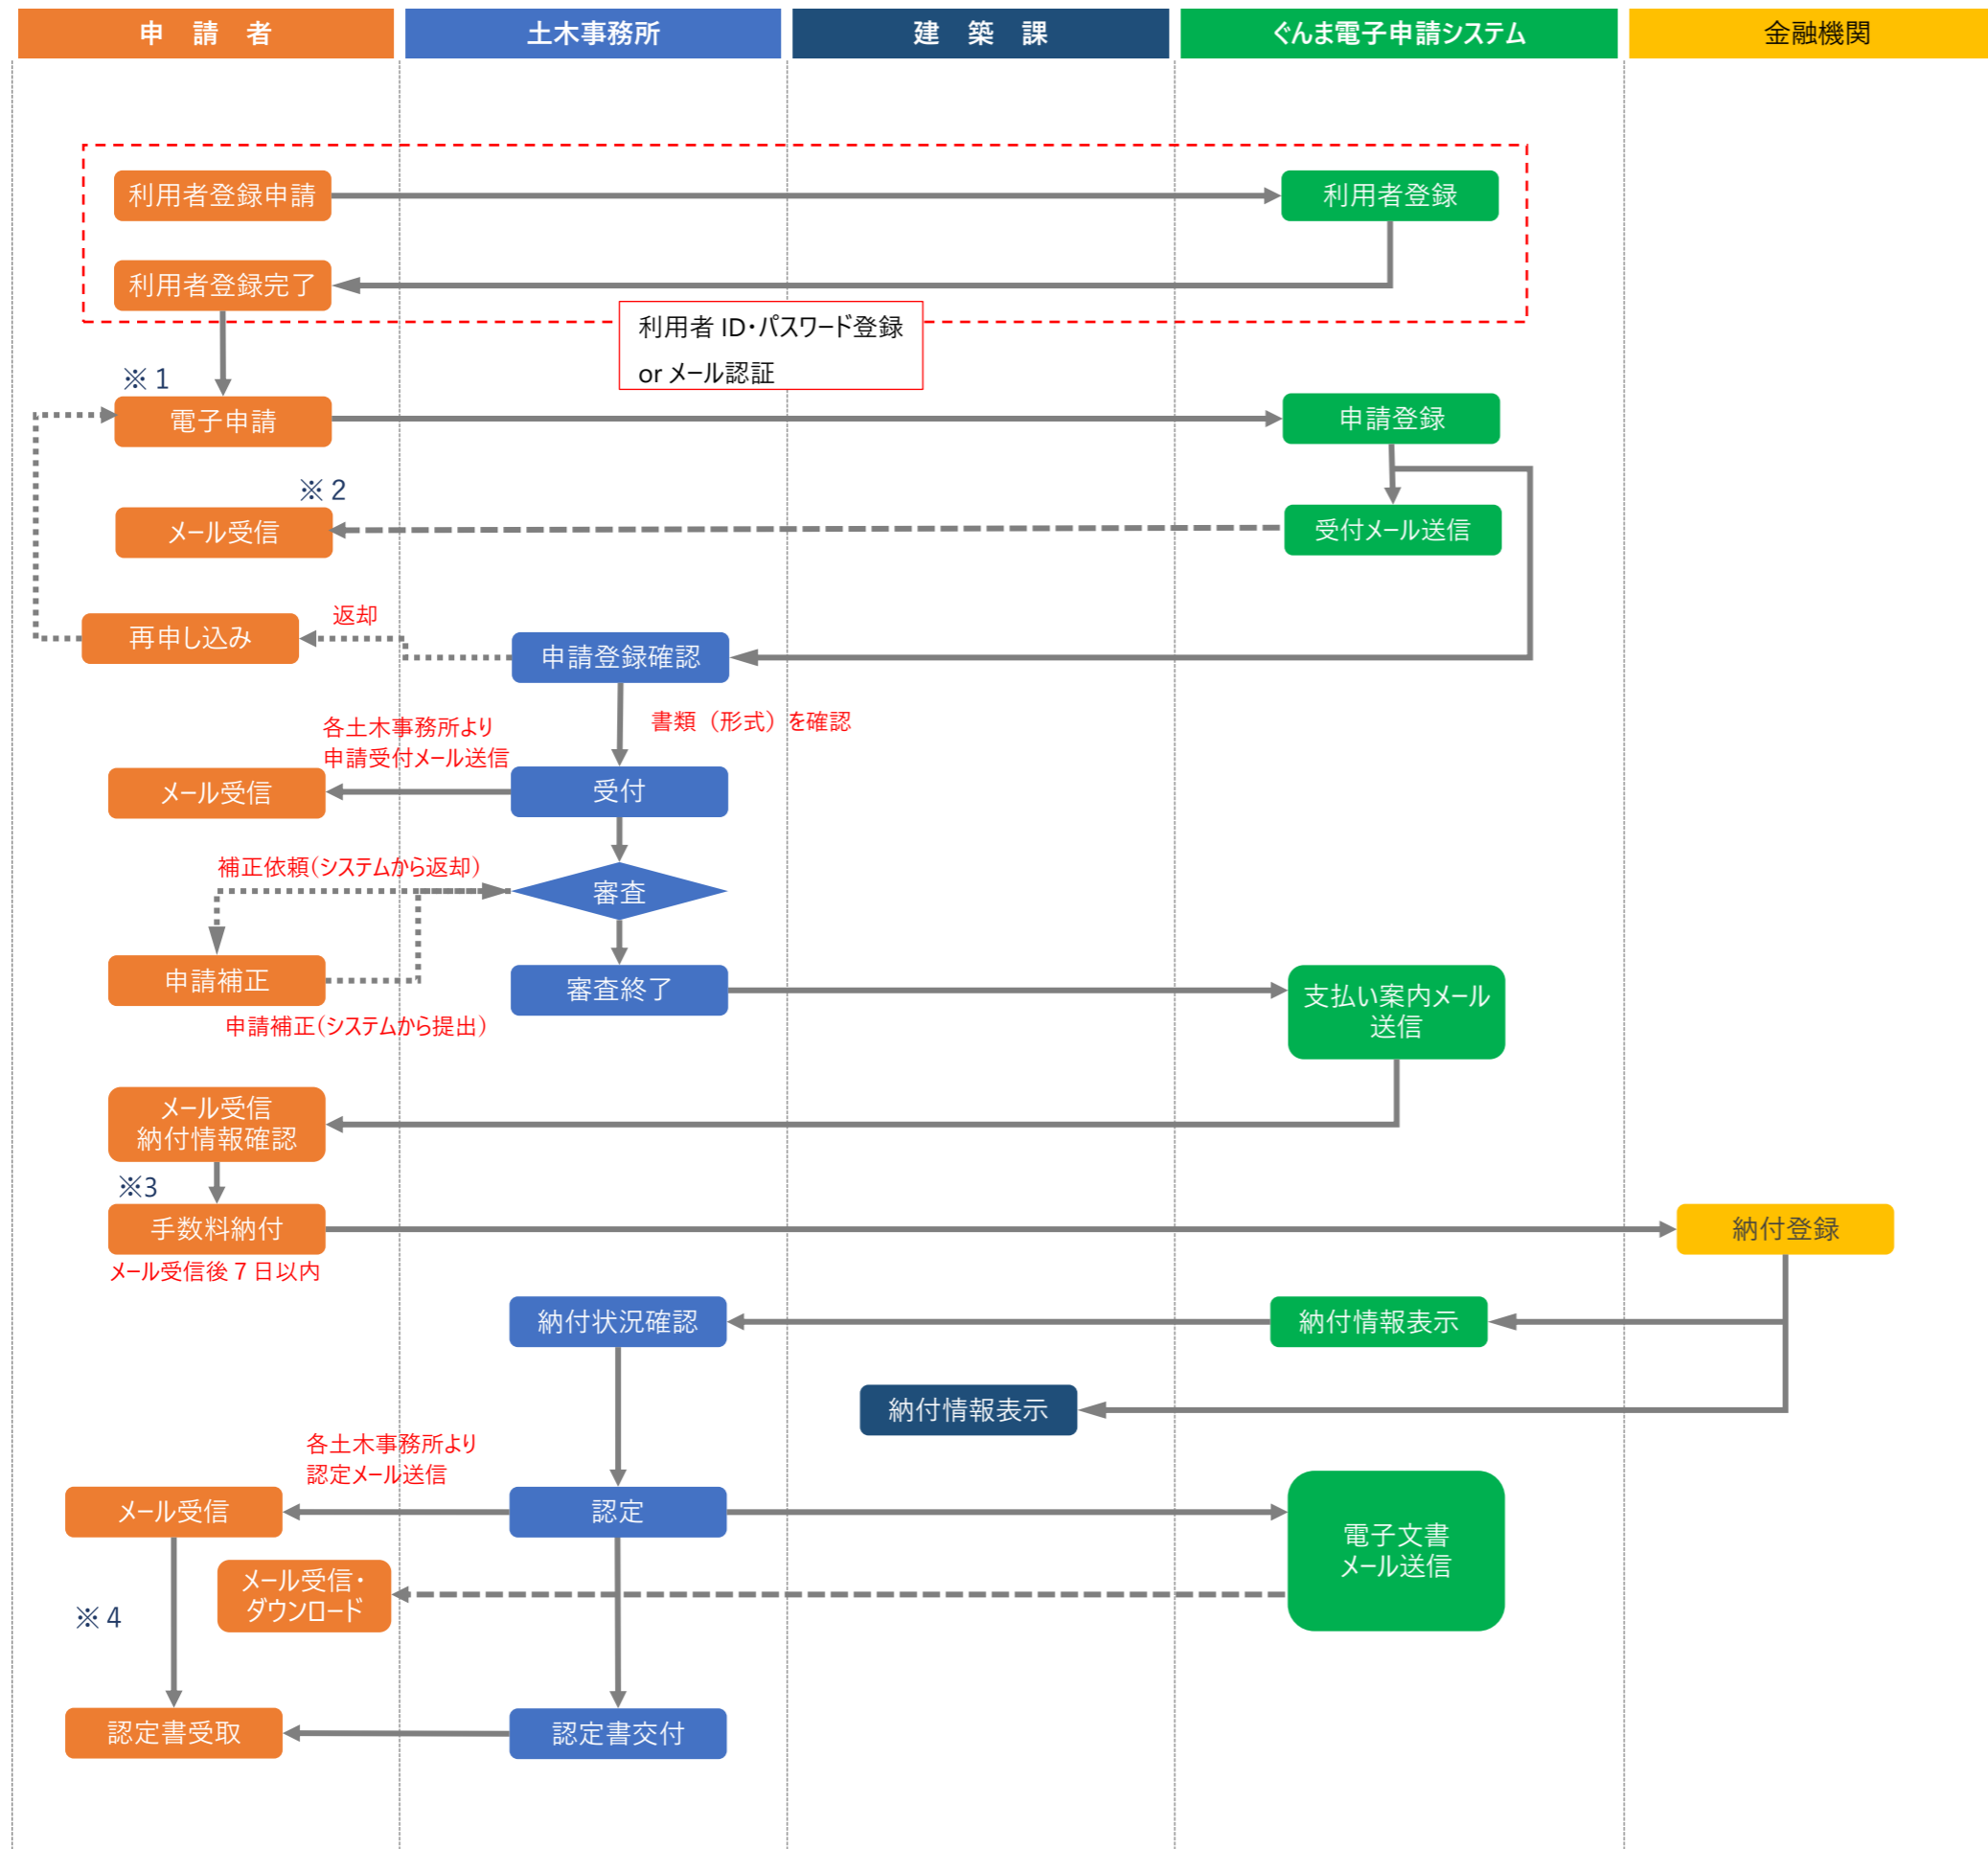 申　請　者
土木事務所
建　築　課
ぐんま電子申請システム
金融機関
利用者登録申請
利用者登録
利用者登録完了
利用者 ID・パスワード登録
or メール認証
※1
電子申請
申請登録
※2
メール受信
受付メール送信
返却
再申し込み
申請登録確認
書類（形式）を確認
各土木事務所より
申請受付メール送信
メール受信
受付
補正依頼(システムから返却)
審査
申請補正
申請補正(システムから提出)
審査終了
支払い案内メール
送信
メール受信
納付情報確認
※3
手数料納付
納付登録
メール受信後 7 日以内
納付状況確認
納付情報表示
納付情報表示
各土木事務所より
認定メール送信
メール受信
認定
電子文書
メール送信
メール受信・
ダウンロード
※4
認定書受取
認定書交付